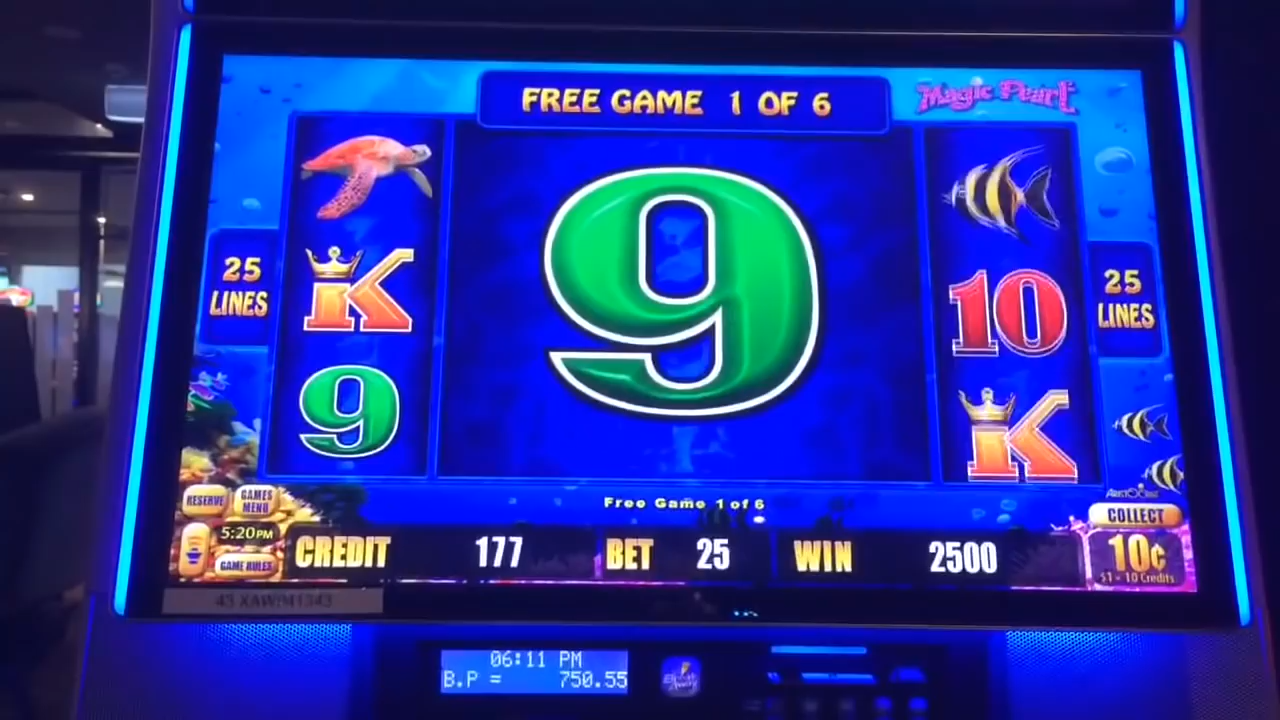 FREE GAME 1 OF 6
Magic Pearl
25
LINES
K
9
9
10
K
25
LINES
Free Game 1 of 6
RESERVE
GAMES
MENU
5:20PM
GAME RULES
CREDIT 177 BET 25 WIN 2500
ARISTOCRAT
COLLECT
10¢
$1 = 10 Credits
06:11 PM
B.P = 750.55